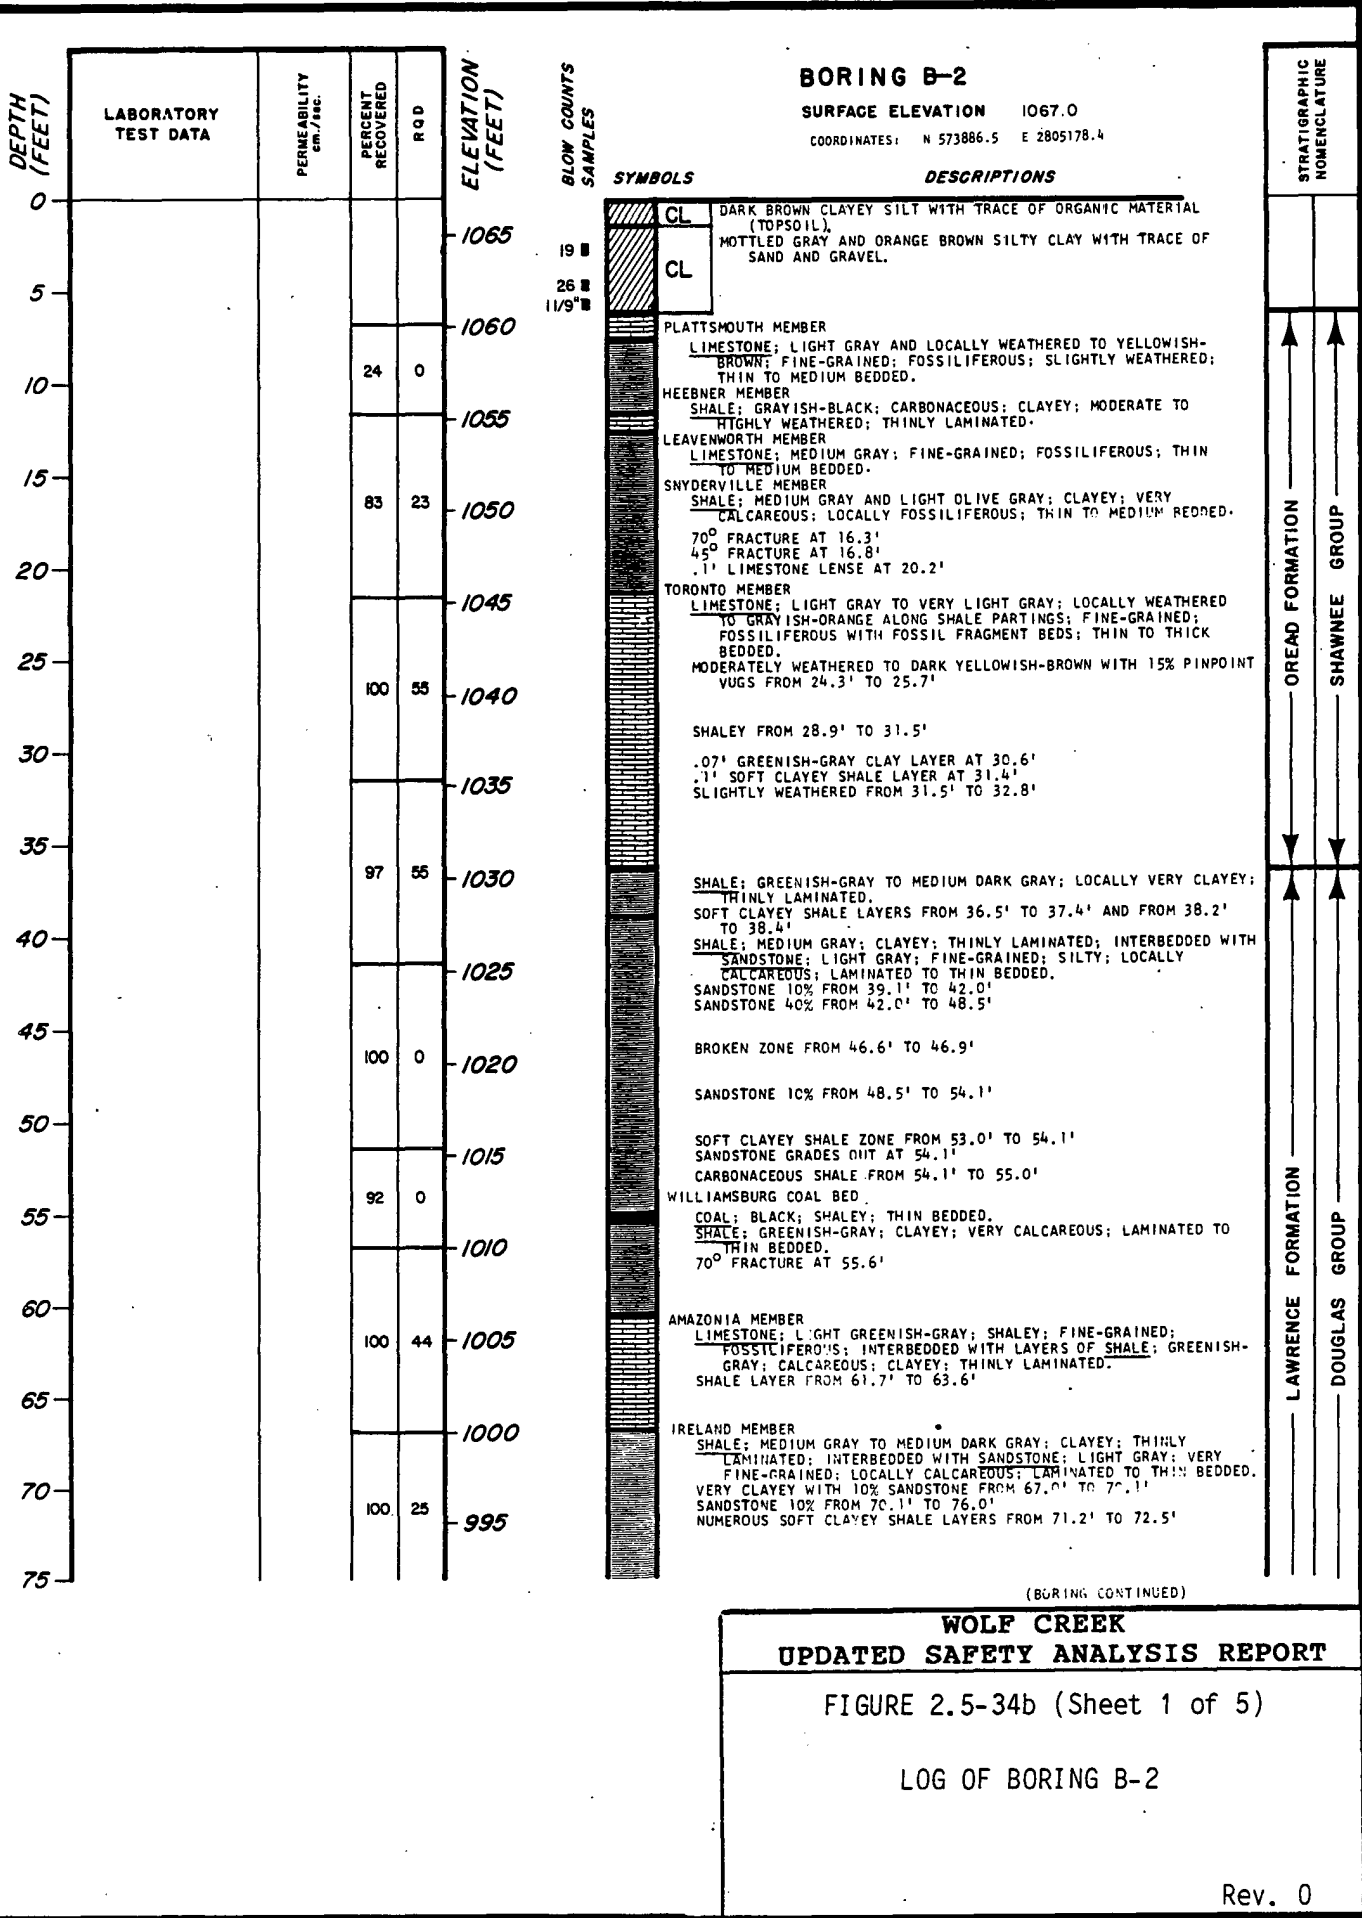 DEPTH
(FEET)
LABORATORY
TEST DATA
PERMEABILITY
cm./sec.
PERCENT
RECOVERED
RQD
ELEVATION
(FEET)
BLOW COUNTS
SAMPLES
BORING B-2
SURFACE ELEVATION 1067.0
COORDINATES: N 573886.5 E 2805178.4
SYMBOLS
DESCRIPTIONS
STRATIGRAPHIC
NOMENCLATURE
0
5
10
15
20
25
30
35
40
45
50
55
60
65
70
75
24 0
83 23
100 55
97 55
100 0
92 0
100 44
100 25
1065
1060
1055
1050
1045
1040
1035
1030
1025
1020
1015
1010
1005
1000
995
19
26
11/9"
CL
CL
DARK BROWN CLAYEY SILT WITH TRACE OF ORGANIC MATERIAL
(TOPSOIL).
MOTTLED GRAY AND ORANGE BROWN SILTY CLAY WITH TRACE OF
SAND AND GRAVEL.
PLATTSMOUTH MEMBER
LIMESTONE; LIGHT GRAY AND LOCALLY WEATHERED TO YELLOWISH-
BROWN; FINE-GRAINED; FOSSILIFEROUS; SLIGHTLY WEATHERED;
THIN TO MEDIUM BEDDED.
HEEBNER MEMBER
SHALE; GRAYISH-BLACK; CARBONACEOUS; CLAYEY; MODERATE TO
HIGHLY WEATHERED; THINLY LAMINATED.
LEAVENWORTH MEMBER
LIMESTONE; MEDIUM GRAY; FINE-GRAINED; FOSSILIFEROUS; THIN
TO MEDIUM BEDDED.
SNYDERVILLE MEMBER
SHALE; MEDIUM GRAY AND LIGHT OLIVE GRAY; CLAYEY; VERY
CALCAREOUS; LOCALLY FOSSILIFEROUS; THIN TO MEDIUM BEDDED.
70° FRACTURE AT 16.3'
45° FRACTURE AT 16.8'
.1' LIMESTONE LENSE AT 20.2'
TORONTO MEMBER
LIMESTONE; LIGHT GRAY TO VERY LIGHT GRAY; LOCALLY WEATHERED
TO GRAYISH-ORANGE ALONG SHALE PARTINGS; FINE-GRAINED;
FOSSILIFEROUS WITH FOSSIL FRAGMENT BEDS; THIN TO THICK
BEDDED.
MODERATELY WEATHERED TO DARK YELLOWISH-BROWN WITH 15% PINPOINT
VUGS FROM 24.3' TO 25.7'
SHALEY FROM 28.9' TO 31.5'
.07' GREENISH-GRAY CLAY LAYER AT 30.6'
.1' SOFT CLAYEY SHALE LAYER AT 31.4'
SLIGHTLY WEATHERED FROM 31.5' TO 32.8'
SHALE; GREENISH-GRAY TO MEDIUM DARK GRAY; LOCALLY VERY CLAYEY;
THINLY LAMINATED.
SOFT CLAYEY SHALE LAYERS FROM 36.5' TO 37.4' AND FROM 38.2'
TO 38.4'
SHALE; MEDIUM GRAY; CLAYEY; THINLY LAMINATED; INTERBEDDED WITH
SANDSTONE; LIGHT GRAY; FINE-GRAINED; SILTY; LOCALLY
CALCAREOUS; LAMINATED TO THIN BEDDED.
SANDSTONE 10% FROM 39.1' TO 42.0'
SANDSTONE 40% FROM 42.0' TO 48.5'
BROKEN ZONE FROM 46.6' TO 46.9'
SANDSTONE 10% FROM 48.5' TO 54.1'
SOFT CLAYEY SHALE ZONE FROM 53.0' TO 54.1'
SANDSTONE GRADES OUT AT 54.1'
CARBONACEOUS SHALE FROM 54.1' TO 55.0'
WILLIAMSBURG COAL BED
COAL; BLACK; SHALEY; THIN BEDDED.
SHALE; GREENISH-GRAY; CLAYEY; VERY CALCAREOUS; LAMINATED TO
THIN BEDDED.
70° FRACTURE AT 55.6'
AMAZONIA MEMBER
LIMESTONE; LIGHT GREENISH-GRAY; SHALEY; FINE-GRAINED;
FOSSILIFEROUS; INTERBEDDED WITH LAYERS OF SHALE; GREENISH-
GRAY; CALCAREOUS; CLAYEY; THINLY LAMINATED.
SHALE LAYER FROM 61.7' TO 63.6'
IRELAND MEMBER
SHALE; MEDIUM GRAY TO MEDIUM DARK GRAY; CLAYEY; THINLY
LAMINATED; INTERBEDDED WITH SANDSTONE; LIGHT GRAY; VERY
FINE-GRAINED; LOCALLY CALCAREOUS; LAMINATED TO THIN BEDDED.
VERY CLAYEY WITH 10% SANDSTONE FROM 67.0' TO 70.1'
SANDSTONE 10% FROM 70.1' TO 76.0'
NUMEROUS SOFT CLAYEY SHALE LAYERS FROM 71.2' TO 72.5'
OREAD FORMATION
SHAWNEE GROUP
LAWRENCE FORMATION
DOUGLAS GROUP
(BORING CONTINUED)
WOLF CREEK
UPDATED SAFETY ANALYSIS REPORT
FIGURE 2.5-34b (Sheet 1 of 5)
LOG OF BORING B-2
Rev. 0